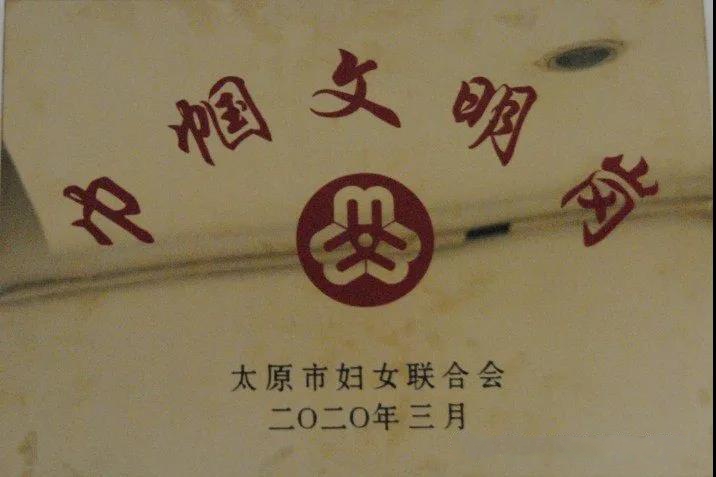 巾帼文明岗
太原市妇女联合会
二〇二〇年三月